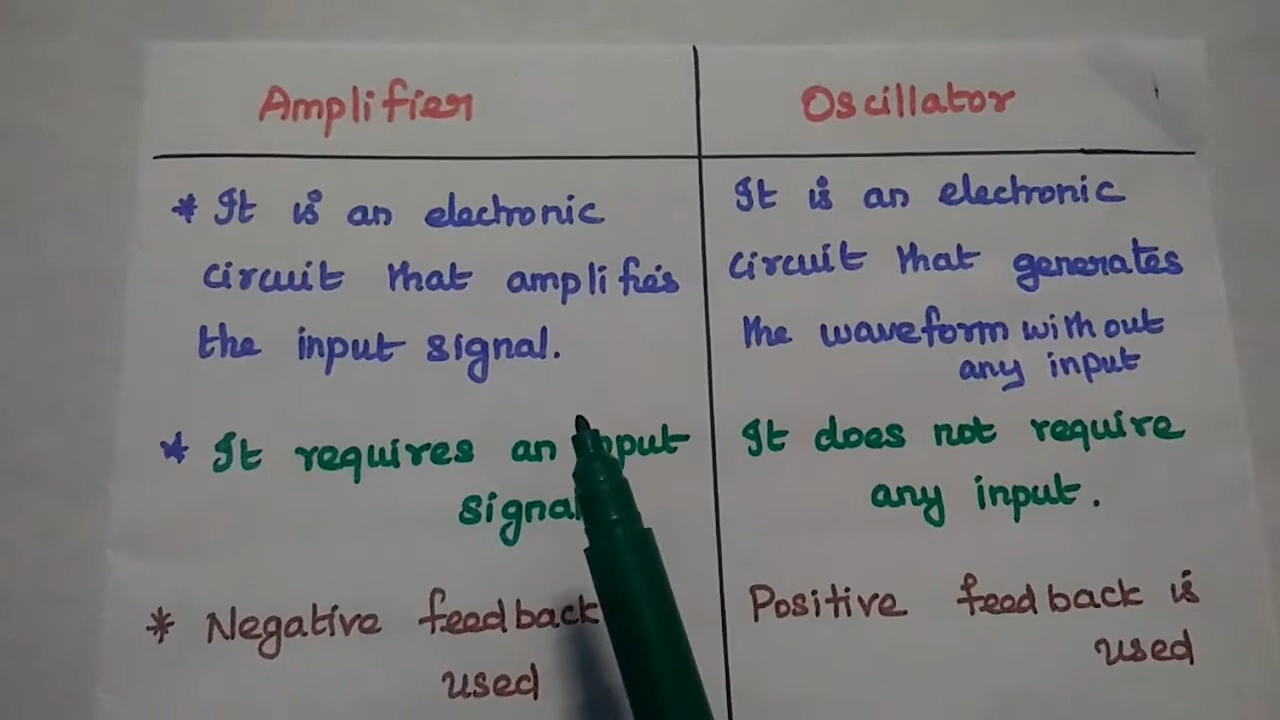 Amplifier
* It is an electronic
circuit that amplifies
the input signal.
* It requires an input
signal
* Negative feedback
used
Oscillator
It is an electronic
circuit that generates
the waveform without
any input
It does not require
any input.
Positive feedback is
used